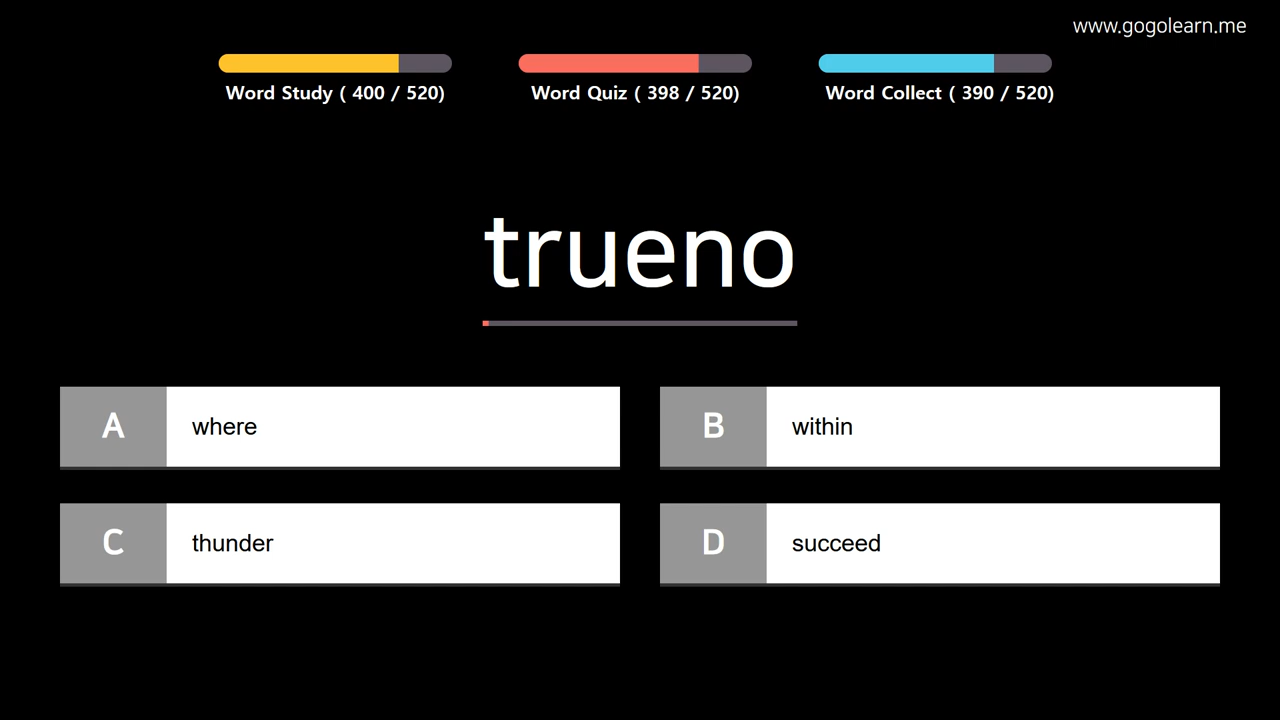 www.gogolearn.me
Word Study ( 400 / 520)
Word Quiz ( 398 / 520)
Word Collect ( 390 / 520)
trueno
A where
B within
C thunder
D succeed